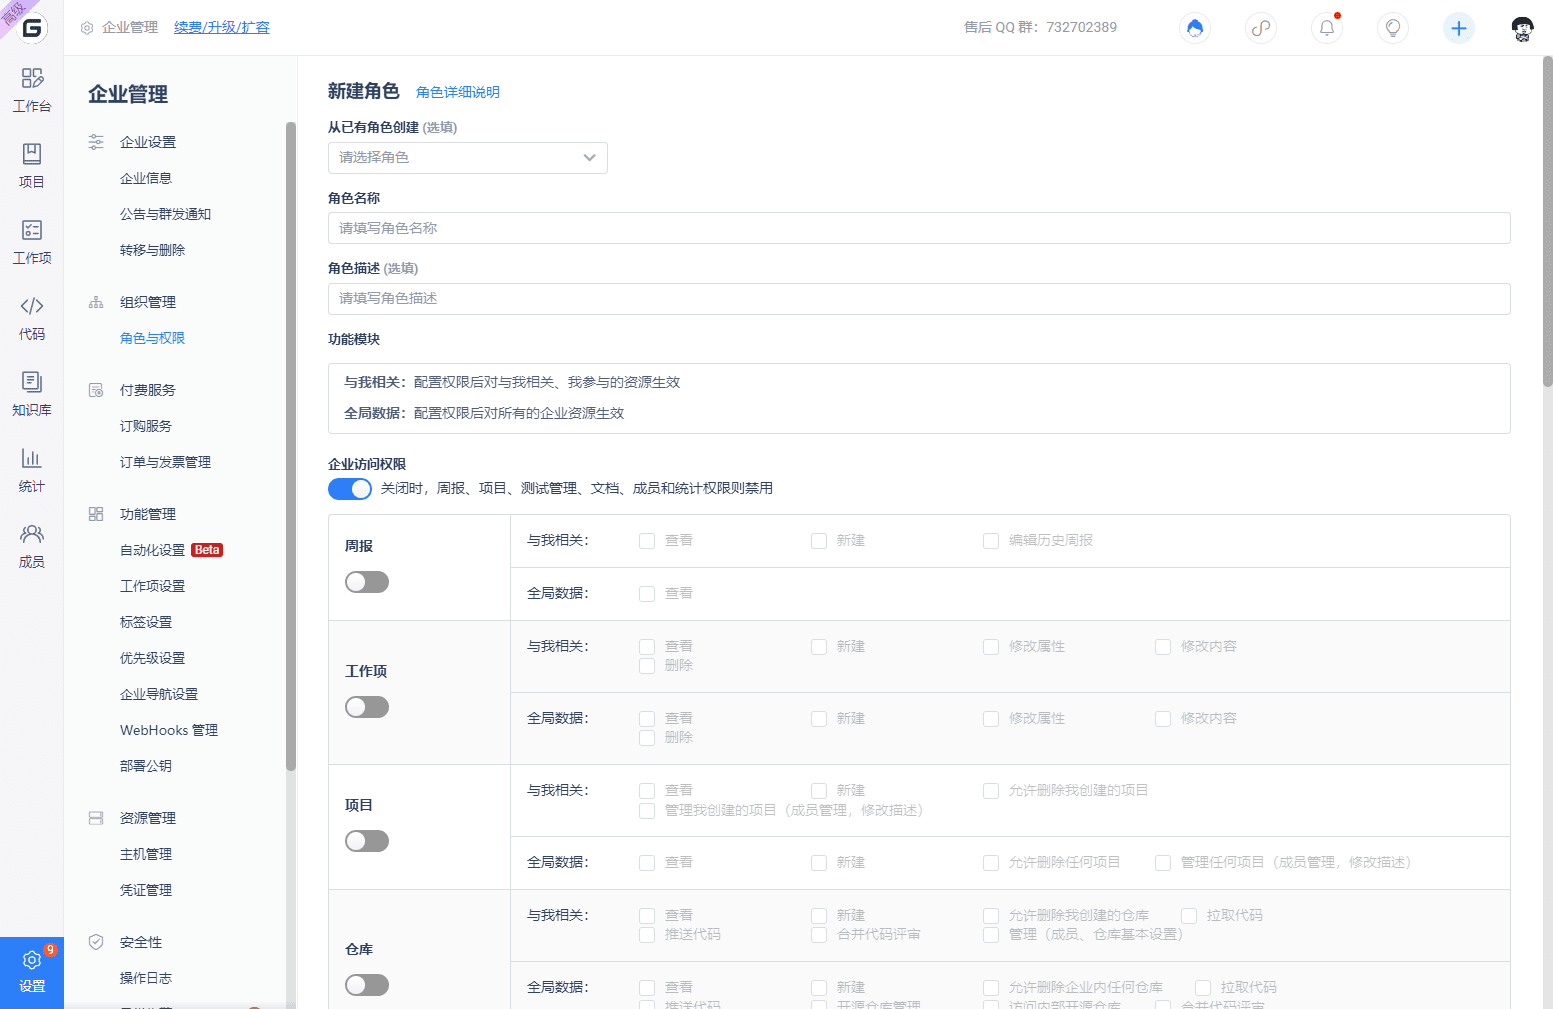 高级
企业管理 续费/升级/扩容
售后 QQ 群：732702389
工作台
项目
工作项
代码
知识库
统计
成员
9
设置
企业管理
企业设置
企业信息
公告与群发通知
转移与删除
组织管理
角色与权限
付费服务
订购服务
订单与发票管理
功能管理
自动化设置 Beta
工作项设置
标签设置
优先级设置
企业导航设置
WebHooks 管理
部署公钥
资源管理
主机管理
凭证管理
安全性
操作日志
新建角色 角色详细说明
从已有角色创建 (选填)
请选择角色
角色名称
请填写角色名称
角色描述 (选填)
请填写角色描述
功能模块
与我相关：配置权限后对与我相关、我参与的资源生效
全局数据：配置权限后对所有的企业资源生效
企业访问权限
关闭时，周报、项目、测试管理、文档、成员和统计权限则禁用
周报
与我相关： 查看 新建 编辑历史周报
全局数据： 查看
工作项
与我相关： 查看 新建 修改属性 修改内容
删除
全局数据： 查看 新建 修改属性 修改内容
删除
项目
与我相关： 查看 新建 允许删除我创建的项目
管理我创建的项目（成员管理，修改描述）
全局数据： 查看 新建 允许删除任何项目 管理任何项目（成员管理，修改描述）
仓库
与我相关： 查看 新建 允许删除我创建的仓库 拉取代码
推送代码 合并代码评审 管理（成员、仓库基本设置）
全局数据： 查看 新建 允许删除企业内任何仓库 拉取代码
推送代码 开源仓库管理 访问内部开源仓库 合并代码评审